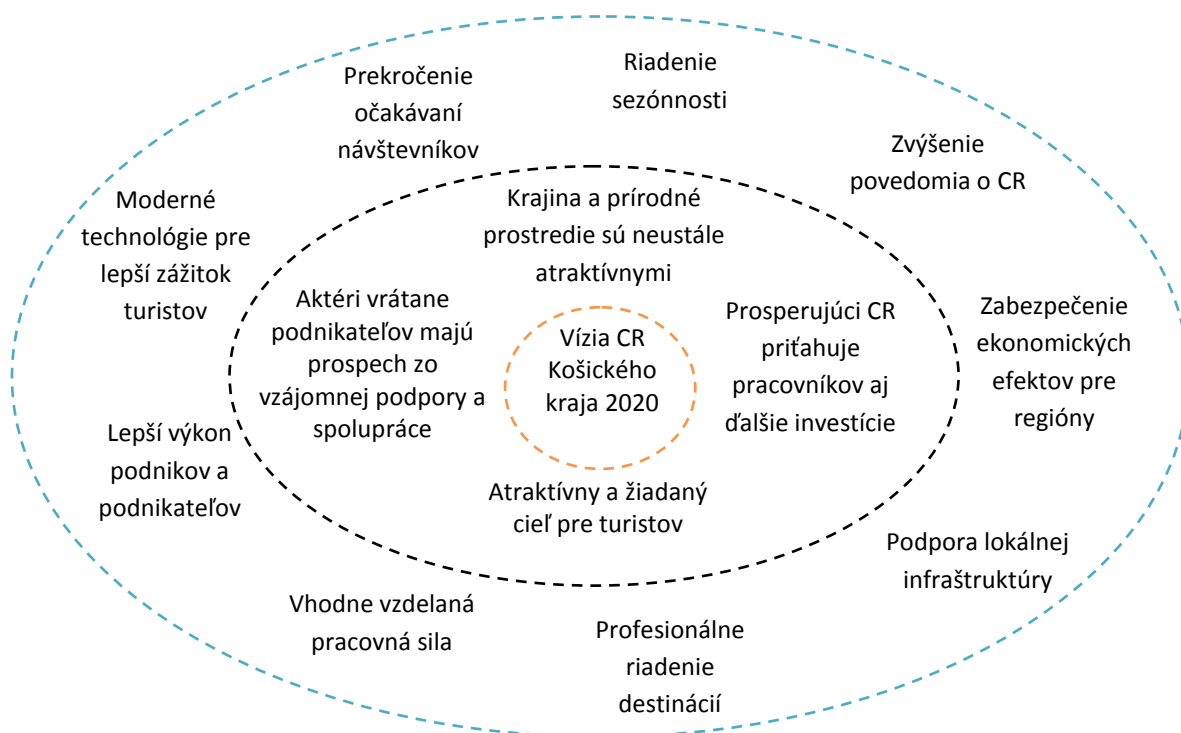 Prekročenie
očakávaní
návštevníkov
Riadenie
sezónnosti
Zvýšenie
povedomia o CR
Moderné
technológie pre
lepší zážitok
turistov
Krajina a prírodné
prostredie sú neustále
atraktívnymi
Aktéri vrátane
podnikateľov majú
prospech zo
vzájomnej podpory a
spolupráce
Vízia CR
Košického
kraja 2020
Prosperujúci CR
priťahuje
pracovníkov aj
ďalšie investície
Zabezpečenie
ekonomických
efektov pre
regióny
Lepší výkon
podnikov a
podnikateľov
Atraktívny a žiadaný
cieľ pre turistov
Podpora lokálnej
infraštruktúry
Vhodne vzdelaná
pracovná sila
Profesionálne
riadenie
destinácií